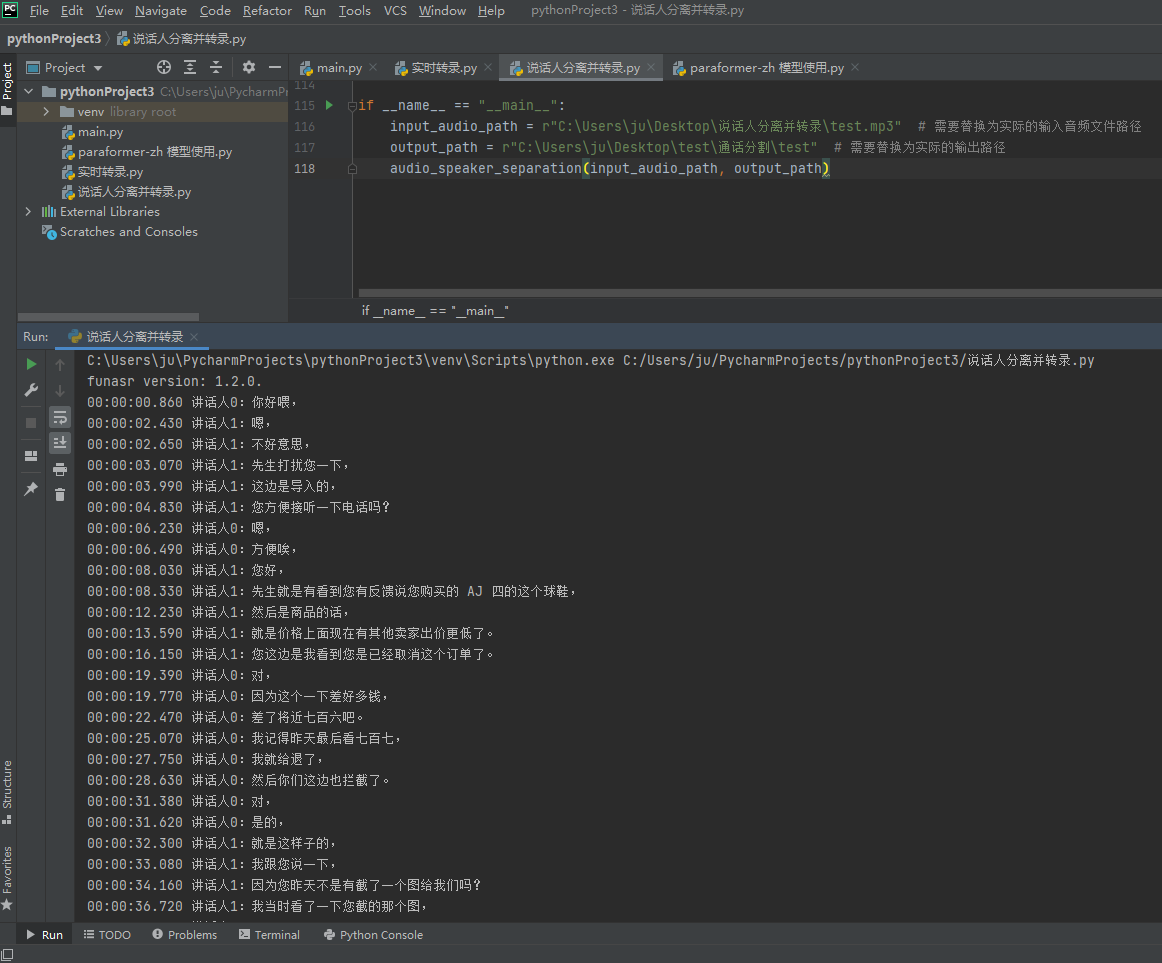 PC File Edit View Navigate Code Refactor Run Tools VCS Window Help pythonProject3 - 说话人分离并转录.py
pythonProject3 说话人分离并转录.py
Project
Project
main.py 实时转录.py 说话人分离并转录.py paraformer-zh 模型使用.py
pythonProject3 C:\Users\ju\PycharmPr
venv library root
main.py
paraformer-zh 模型使用.py
实时转录.py
说话人分离并转录.py
External Libraries
Scratches and Consoles
114
115 if __name__ == "__main__":
116 input_audio_path = r"C:\Users\ju\Desktop\说话人分离并转录\test.mp3" # 需要替换为实际的输入音频文件路径
117 output_path = r"C:\Users\ju\Desktop\test\通话分割\test" # 需要替换为实际的输出路径
118 audio_speaker_separation(input_audio_path, output_path)
if __name__ == "__main__"
Run: 说话人分离并转录
C:\Users\ju\PycharmProjects\pythonProject3\venv\Scripts\python.exe C:/Users/ju/PycharmProjects/pythonProject3/说话人分离并转录.py
funasr version: 1.2.0.
00:00:00.860 讲话人0：你好喂，
00:00:02.430 讲话人1：嗯，
00:00:02.650 讲话人1：不好意思，
00:00:03.070 讲话人1：先生打扰您一下，
00:00:03.990 讲话人1：这边是导入的，
00:00:04.830 讲话人1：您方便接听一下电话吗？
00:00:06.230 讲话人0：嗯，
00:00:06.490 讲话人0：方便唉，
00:00:08.030 讲话人1：您好，
00:00:08.330 讲话人1：先生就是有看到您有反馈说您购买的 AJ 四的这个球鞋，
00:00:12.230 讲话人1：然后是商品的话，
00:00:13.590 讲话人1：就是价格上面现在有其他卖家出价更低了。
00:00:16.150 讲话人1：您这边是我看到您是已经取消这个订单了。
00:00:19.390 讲话人0：对，
00:00:19.770 讲话人0：因为这个一下差好多钱，
00:00:22.470 讲话人0：差了将近七百六吧。
00:00:25.070 讲话人0：我记得昨天最后看七百七，
00:00:27.750 讲话人0：我就给退了，
00:00:28.630 讲话人0：然后你们这边也拦截了。
00:00:31.380 讲话人0：对，
00:00:31.620 讲话人0：是的，
00:00:32.300 讲话人1：就是这样子的，
00:00:33.080 讲话人1：我跟您说一下，
00:00:34.160 讲话人1：因为您昨天不是有截了一个图给我们吗？
00:00:36.720 讲话人1：我当时看了一下您截的那个图，
Structure
Favorites
Run TODO Problems Terminal Python Console